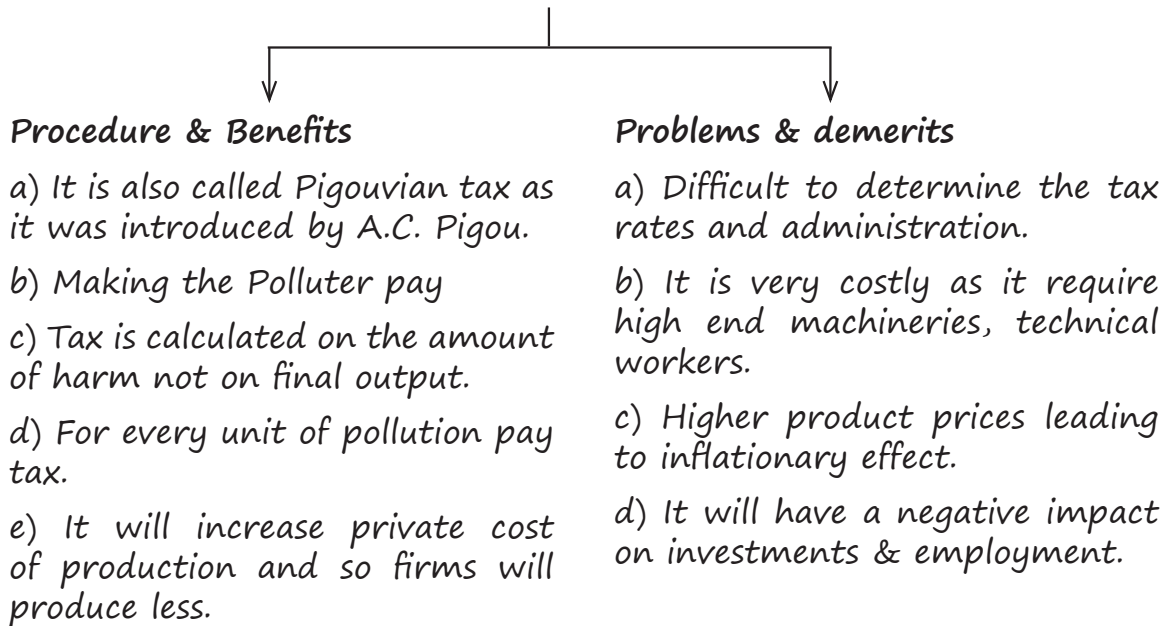 Procedure & Benefits
a) It is also called Pigouvian tax as
it was introduced by A.C. Pigou.
b) Making the Polluter pay
c) Tax is calculated on the amount
of harm not on final output.
d) For every unit of pollution pay
tax.
e) It will increase private cost
of production and so firms will
produce less.
Problems & demerits
a) Difficult to determine the tax
rates and administration.
b) It is very costly as it require
high end machineries, technical
workers.
c) Higher product prices leading
to inflationary effect.
d) It will have a negative impact
on investments & employment.